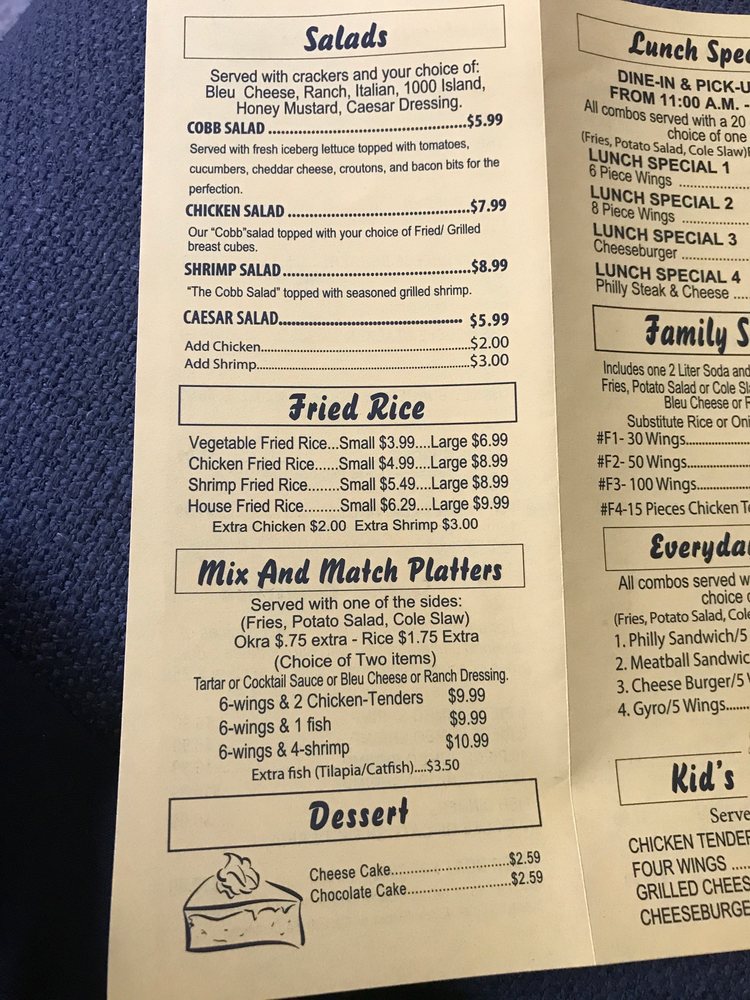 Salads
Served with crackers and your choice of:
Bleu Cheese, Ranch, Italian, 1000 Island,
Honey Mustard, Caesar Dressing.
COBB SALAD ..................................................$5.99
Served with fresh iceberg lettuce topped with tomatoes,
cucumbers, cheddar cheese, croutons, and bacon bits for the
perfection.
CHICKEN SALAD ..............................................$7.99
Our “Cobb”salad topped with your choice of Fried/ Grilled
breast cubes.
SHRIMP SALAD................................................$8.99
“The Cobb Salad” topped with seasoned grilled shrimp.
CAESAR SALAD................................................ $5.99
Add Chicken......................................................$2.00
Add Shrimp.......................................................$3.00
Fried Rice
Vegetable Fried Rice...Small $3.99....Large $6.99
Chicken Fried Rice......Small $4.99....Large $8.99
Shrimp Fried Rice........Small $5.49....Large $8.99
House Fried Rice.........Small $6.29....Large $9.99
Extra Chicken $2.00 Extra Shrimp $3.00
Mix And Match Platters
Served with one of the sides:
(Fries, Potato Salad, Cole Slaw)
Okra $.75 extra - Rice $1.75 Extra
(Choice of Two items)
Tartar or Cocktail Sauce or Bleu Cheese or Ranch Dressing.
6-wings & 2 Chicken-Tenders $9.99
6-wings & 1 fish $9.99
6-wings & 4-shrimp $10.99
Extra fish (Tilapia/Catfish)....$3.50
Dessert
Cheese Cake............................$2.59
Chocolate Cake.........................$2.59
Lunch Spe
DINE-IN & PICK-U
FROM 11:00 A.M. -
All combos served with a 20
choice of one
(Fries, Potato Salad, Cole Slaw)
LUNCH SPECIAL 1
6 Piece Wings ................
LUNCH SPECIAL 2
8 Piece Wings ................
LUNCH SPECIAL 3
Cheeseburger ................
LUNCH SPECIAL 4
Philly Steak & Cheese ....
Family S
Includes one 2 Liter Soda and
Fries, Potato Salad or Cole Sl
Bleu Cheese or
Substitute Rice or Oni
#F1- 30 Wings................
#F2- 50 Wings................
#F3- 100 Wings..............
#F4-15 Pieces Chicken Te
Everyda
All combos served w
choice
(Fries, Potato Salad, Cole
1. Philly Sandwich/5
2. Meatball Sandwic
3. Cheese Burger/5
4. Gyro/5 Wings.......
Kid’s
Serve
CHICKEN TENDER
FOUR WINGS ....
GRILLED CHEES
CHEESEBURGE